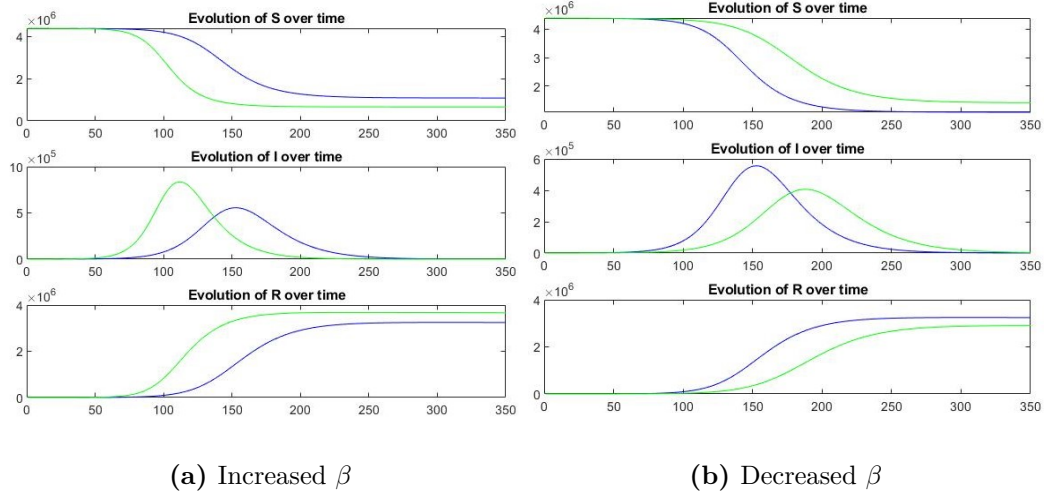 Evolution of S over time
×10⁶
4
2
0
0 50 100 150 200 250 300 350
Evolution of I over time
×10⁵
10
5
0
0 50 100 150 200 250 300 350
Evolution of R over time
×10⁶
4
2
0
0 50 100 150 200 250 300 350
(a) Increased β
Evolution of S over time
×10⁶
4
3
2
0 50 100 150 200 250 300 350
Evolution of I over time
×10⁵
6
4
2
0
0 50 100 150 200 250 300 350
Evolution of R over time
×10⁶
4
2
0
0 50 100 150 200 250 300 350
(b) Decreased β